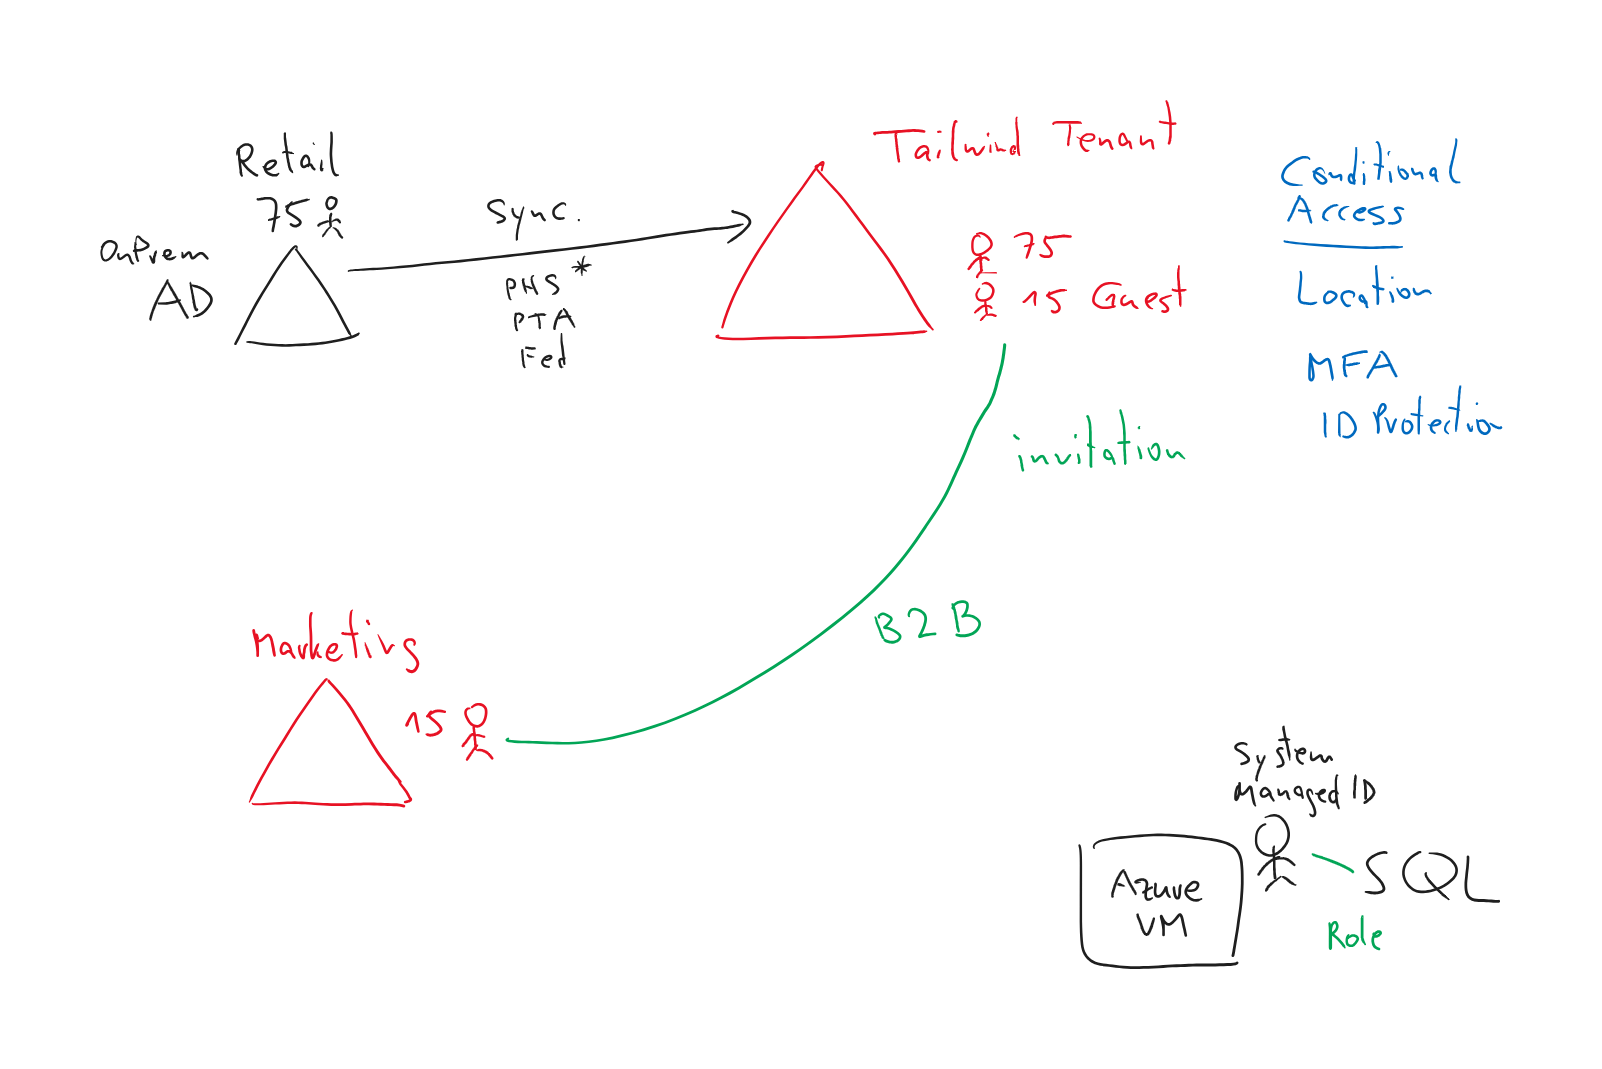 Retail
75
OnPrem
AD
Sync.
PHS *
PTA
Fed
Tailwind Tenant
75
15 Guest
Conditional
Access
Location
MFA
ID Protection
invitation
B2B
Marketing
15
System
Managed ID
Azure
VM
SQL
Role